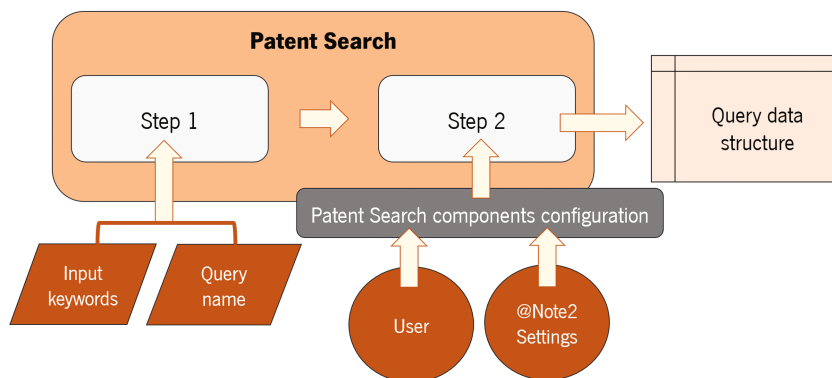 Patent Search
Step 1
Step 2
Query data
structure
Patent Search components configuration
Input
keywords
Query
name
User
@Note2
Settings